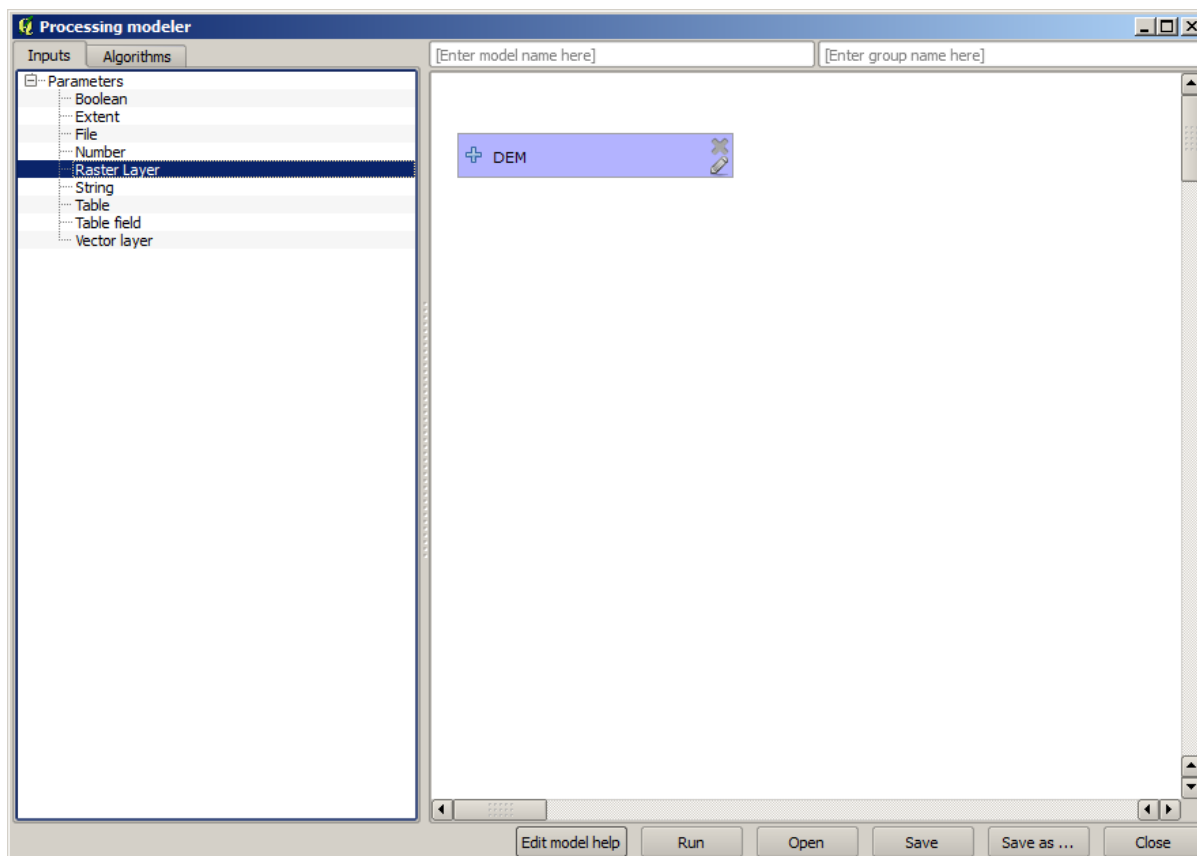 Processing modeler
Inputs
Algorithms
[Enter model name here]
[Enter group name here]
Parameters
Boolean
Extent
File
Number
Raster Layer
String
Table
Table field
Vector layer
DEM
Edit model help
Run
Open
Save
Save as ...
Close